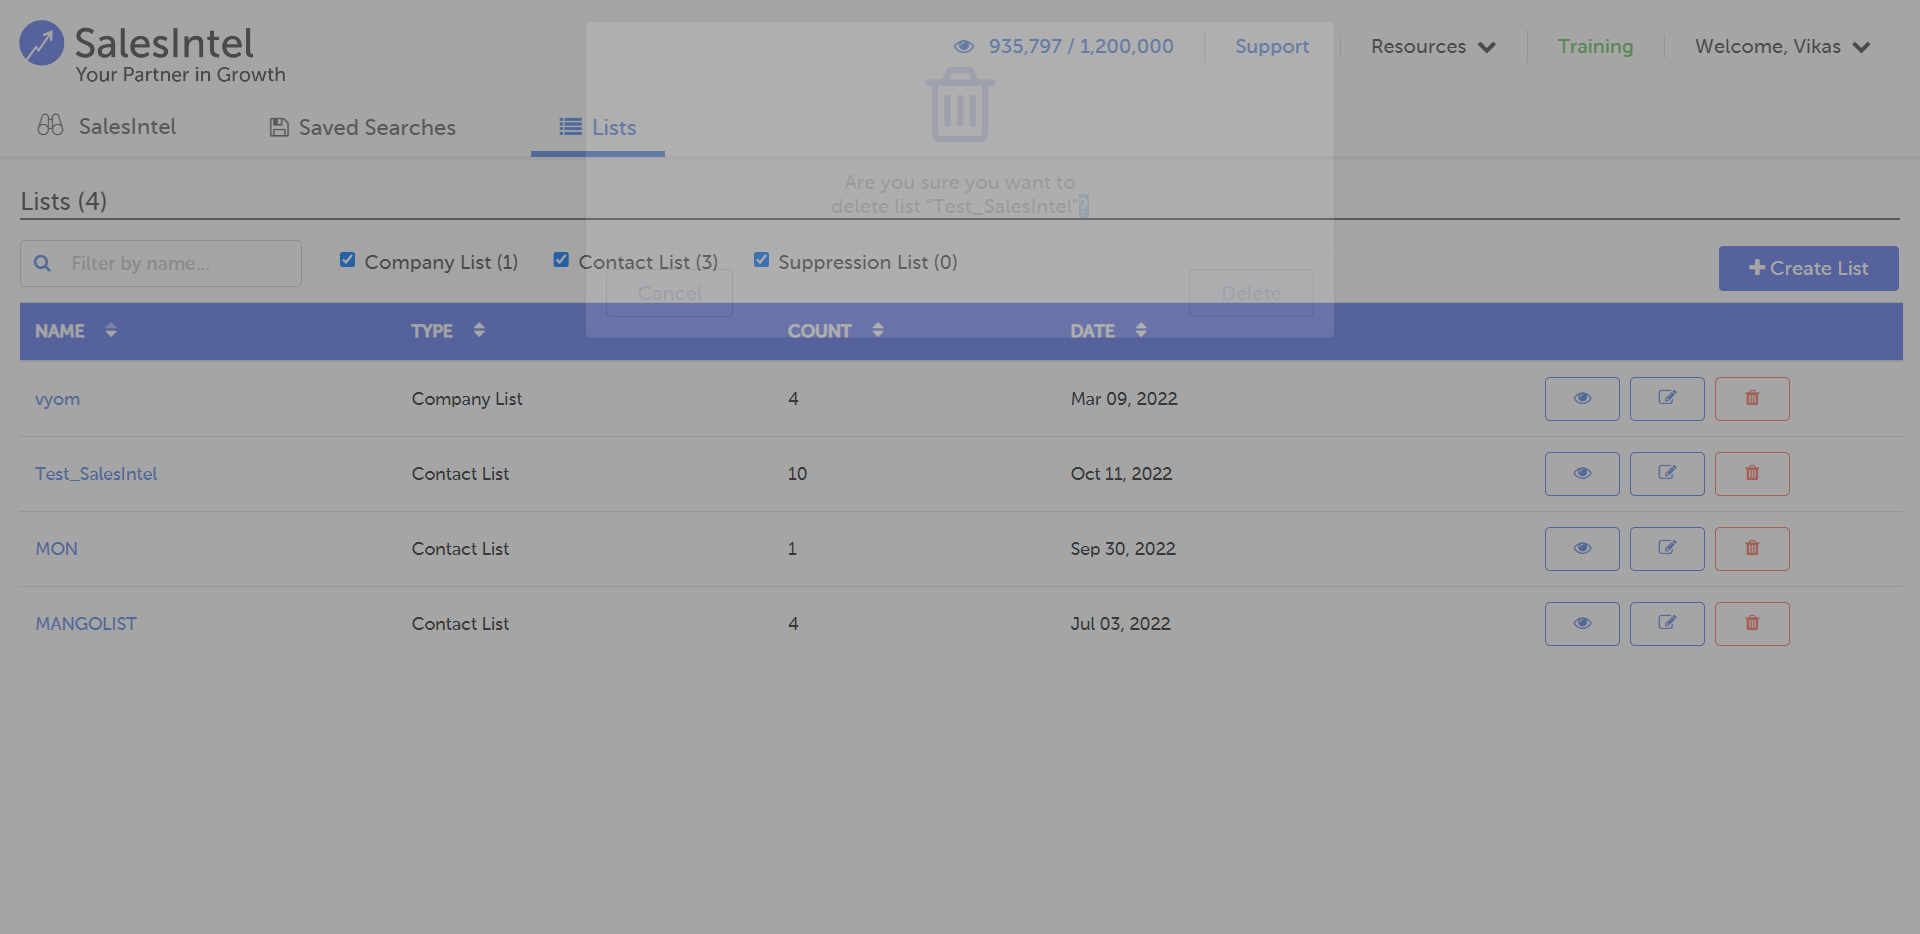 SalesIntel
Your Partner in Growth
935,797 / 1,200,000
Support
Resources
Training
Welcome, Vikas
SalesIntel
Saved Searches
Lists
Are you sure you want to
delete list "Test_SalesIntel"?
Cancel
Delete
Lists (4)
Filter by name...
Company List (1)
Contact List (3)
Suppression List (0)
Create List
NAME TYPE COUNT DATE
vyom Company List 4 Mar 09, 2022
Test_SalesIntel Contact List 10 Oct 11, 2022
MON Contact List 1 Sep 30, 2022
MANGOLIST Contact List 4 Jul 03, 2022